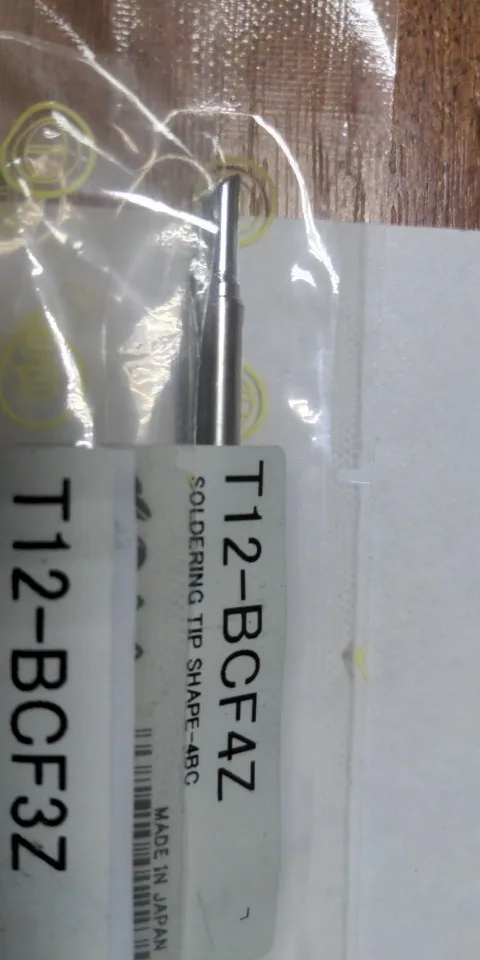 T12-BCF4Z
SOLDERING TIP SHAPE-4BC
MADE IN JAPAN
T12-BCF3Z